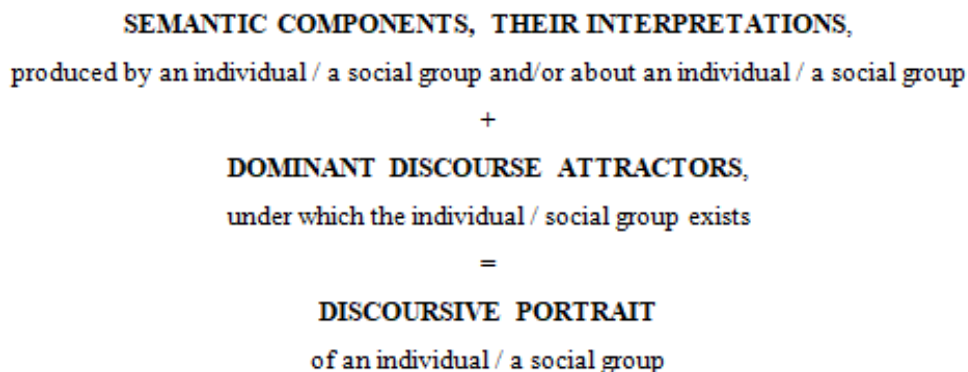 SEMANTIC COMPONENTS, THEIR INTERPRETATIONS,
produced by an individual / a social group and/or about an individual / a social group
+
DOMINANT DISCOURSE ATTRACTORS,
under which the individual / social group exists
=
DISCOURSIVE PORTRAIT
of an individual / a social group